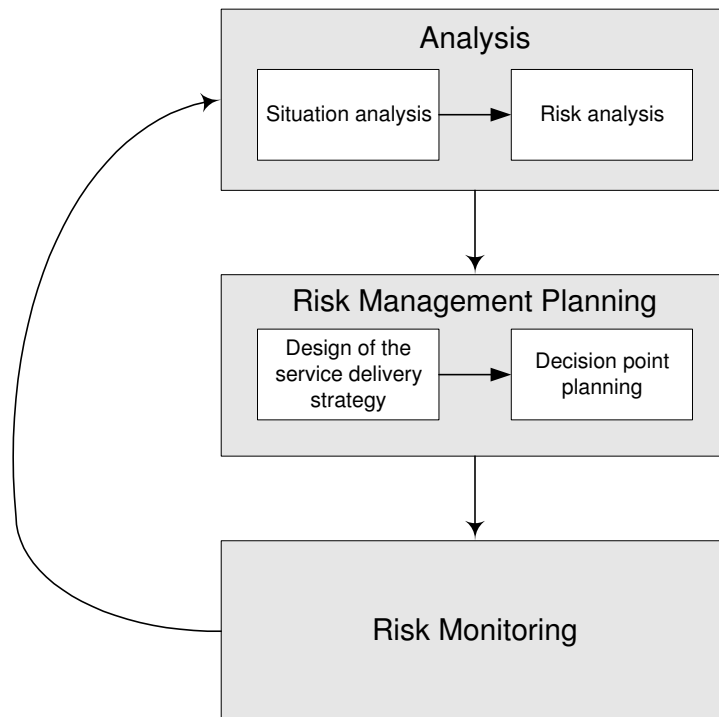 Analysis
Situation analysis
Risk analysis
Risk Management Planning
Design of the
service delivery
strategy
Decision point
planning
Risk Monitoring